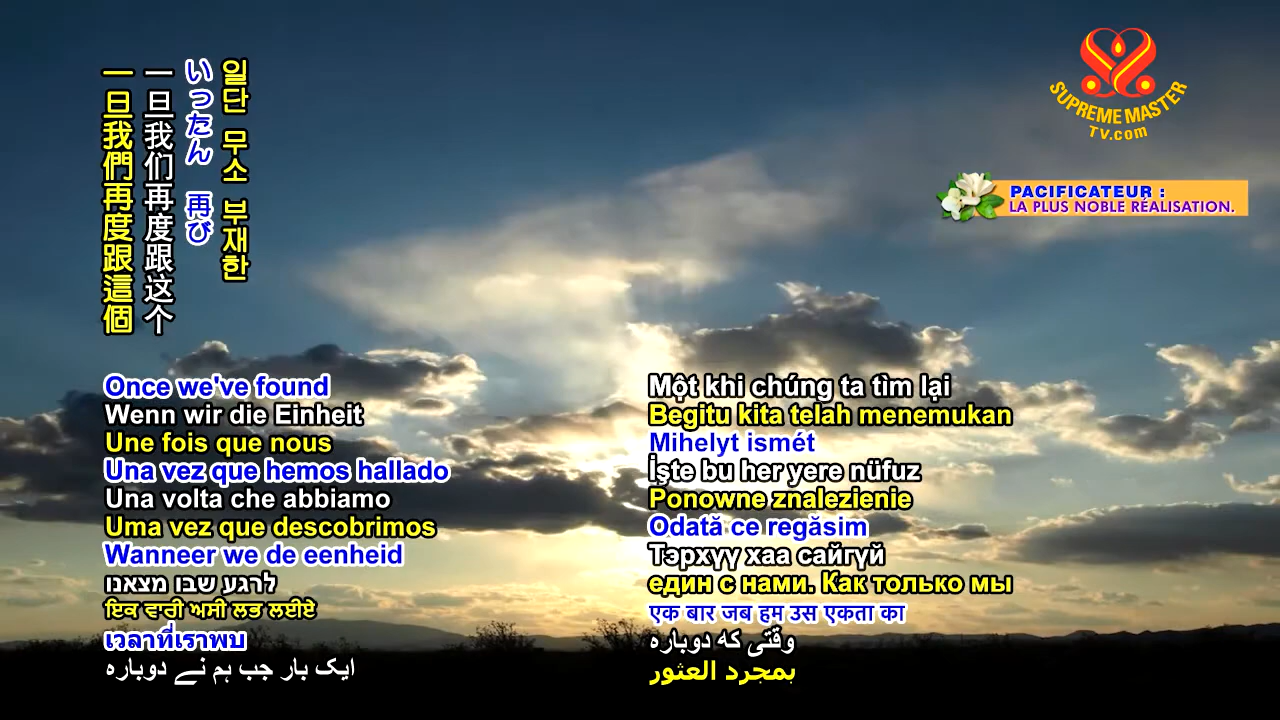 一旦我們再度跟這個
一旦我们再度跟这个
いったん 再び
일단 무소 부재한
SUPREME MASTER
TV.com
PACIFICATEUR :
LA PLUS NOBLE RÉALISATION.
Once we've found
Wenn wir die Einheit
Une fois que nous
Una vez que hemos hallado
Una volta che abbiamo
Uma vez que descobrimos
Wanneer we de eenheid
לרגע שבו מצאנו
ਇਕ ਵਾਰੀ ਅਸੀ ਲਭ ਲਈਏ
เวลาที่เราพบ
ایک بار جب ہم نے دوبارہ
Một khi chúng ta tìm lại
Begitu kita telah menemukan
Mihelyt ismét
İşte bu her yere nüfuz
Ponowne znalezienie
Odată ce regăsim
Тэрхүү хаа сайгүй
един с нами. Как только мы
एक बार जब हम उस एकता का
وقتی که دوباره
بمجرد العثور